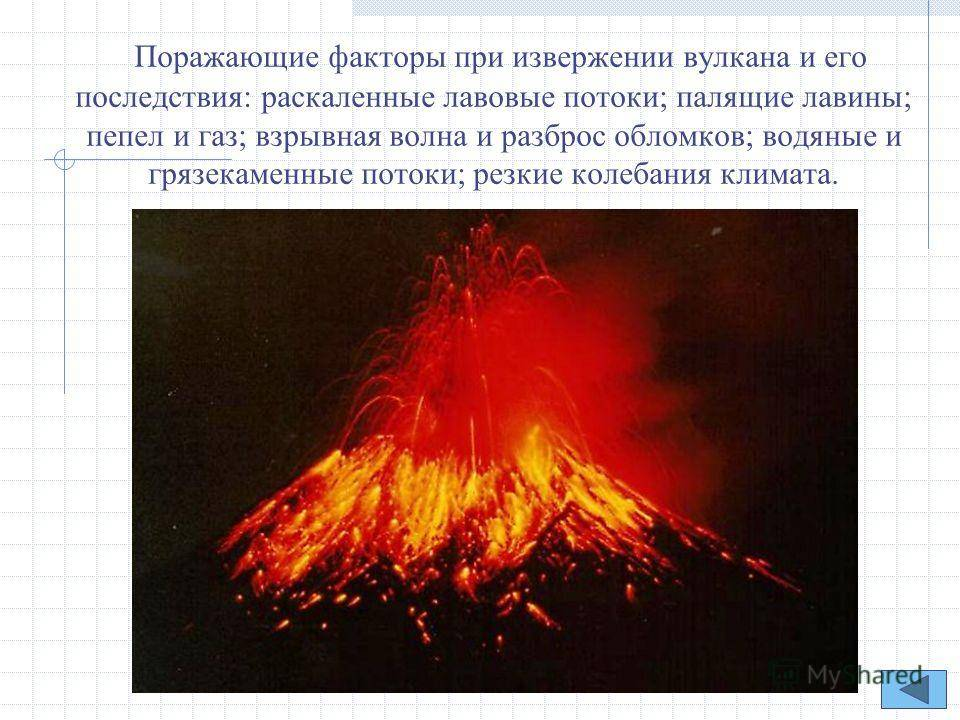 Поражающие факторы при извержении вулкана и его
последствия: раскаленные лавовые потоки; палящие лавины;
пепел и газ; взрывная волна и разброс обломков; водяные и
грязекаменные потоки; резкие колебания климата.
MyShared